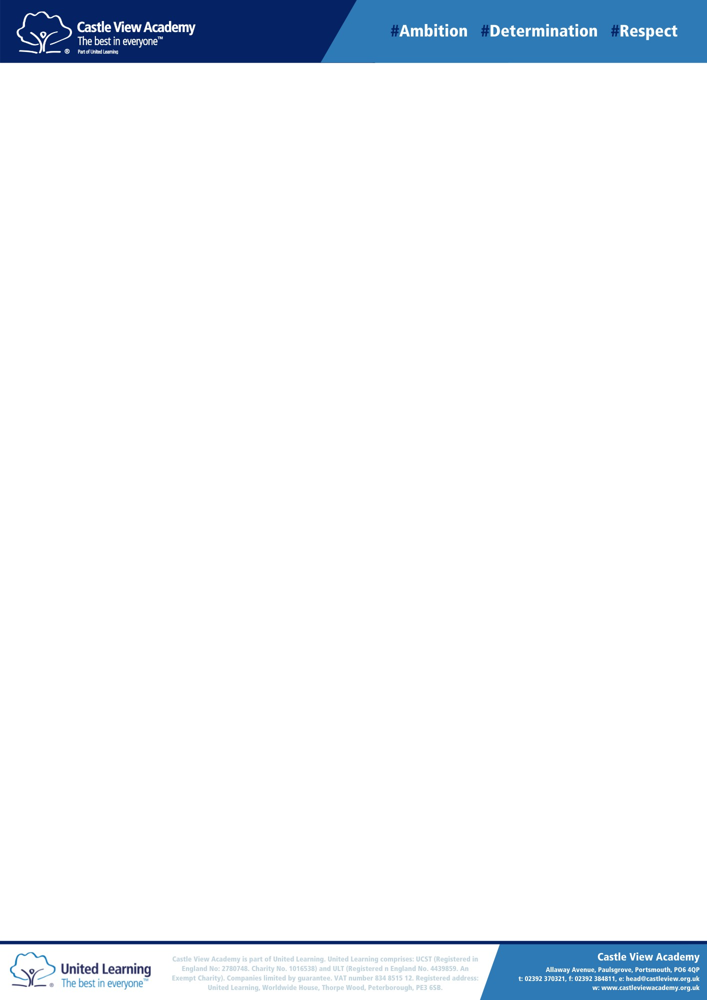 Castle View Academy
The best in everyone™
Part of United Learning
®
#Ambition #Determination #Respect
United Learning
The best in everyone™
®
Castle View Academy is part of United Learning. United Learning comprises: UCST (Registered in
England No: 2780748. Charity No. 1016538) and ULT (Registered n England No. 4439859. An
Exempt Charity). Companies limited by guarantee. VAT number 834 8515 12. Registered address:
United Learning, Worldwide House, Thorpe Wood, Peterborough, PE3 6SB.
Castle View Academy
Allaway Avenue, Paulsgrove, Portsmouth, PO6 4QP
t: 02392 370321, f: 02392 384811, e: head@castleview.org.uk
w: www.castleviewacademy.org.uk